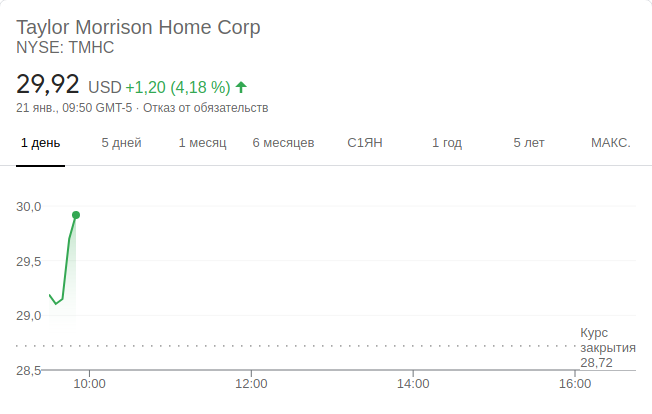 Taylor Morrison Home Corp
NYSE: TMHC
29,92 USD +1,20 (4,18 %)
21 янв., 09:50 GMT-5 · Отказ от обязательств
1 день 5 дней 1 месяц 6 месяцев С1ЯН 1 год 5 лет МАКС.
30,0
29,5
29,0
Курс
закрытия
28,72
28,5
10:00 12:00 14:00 16:00